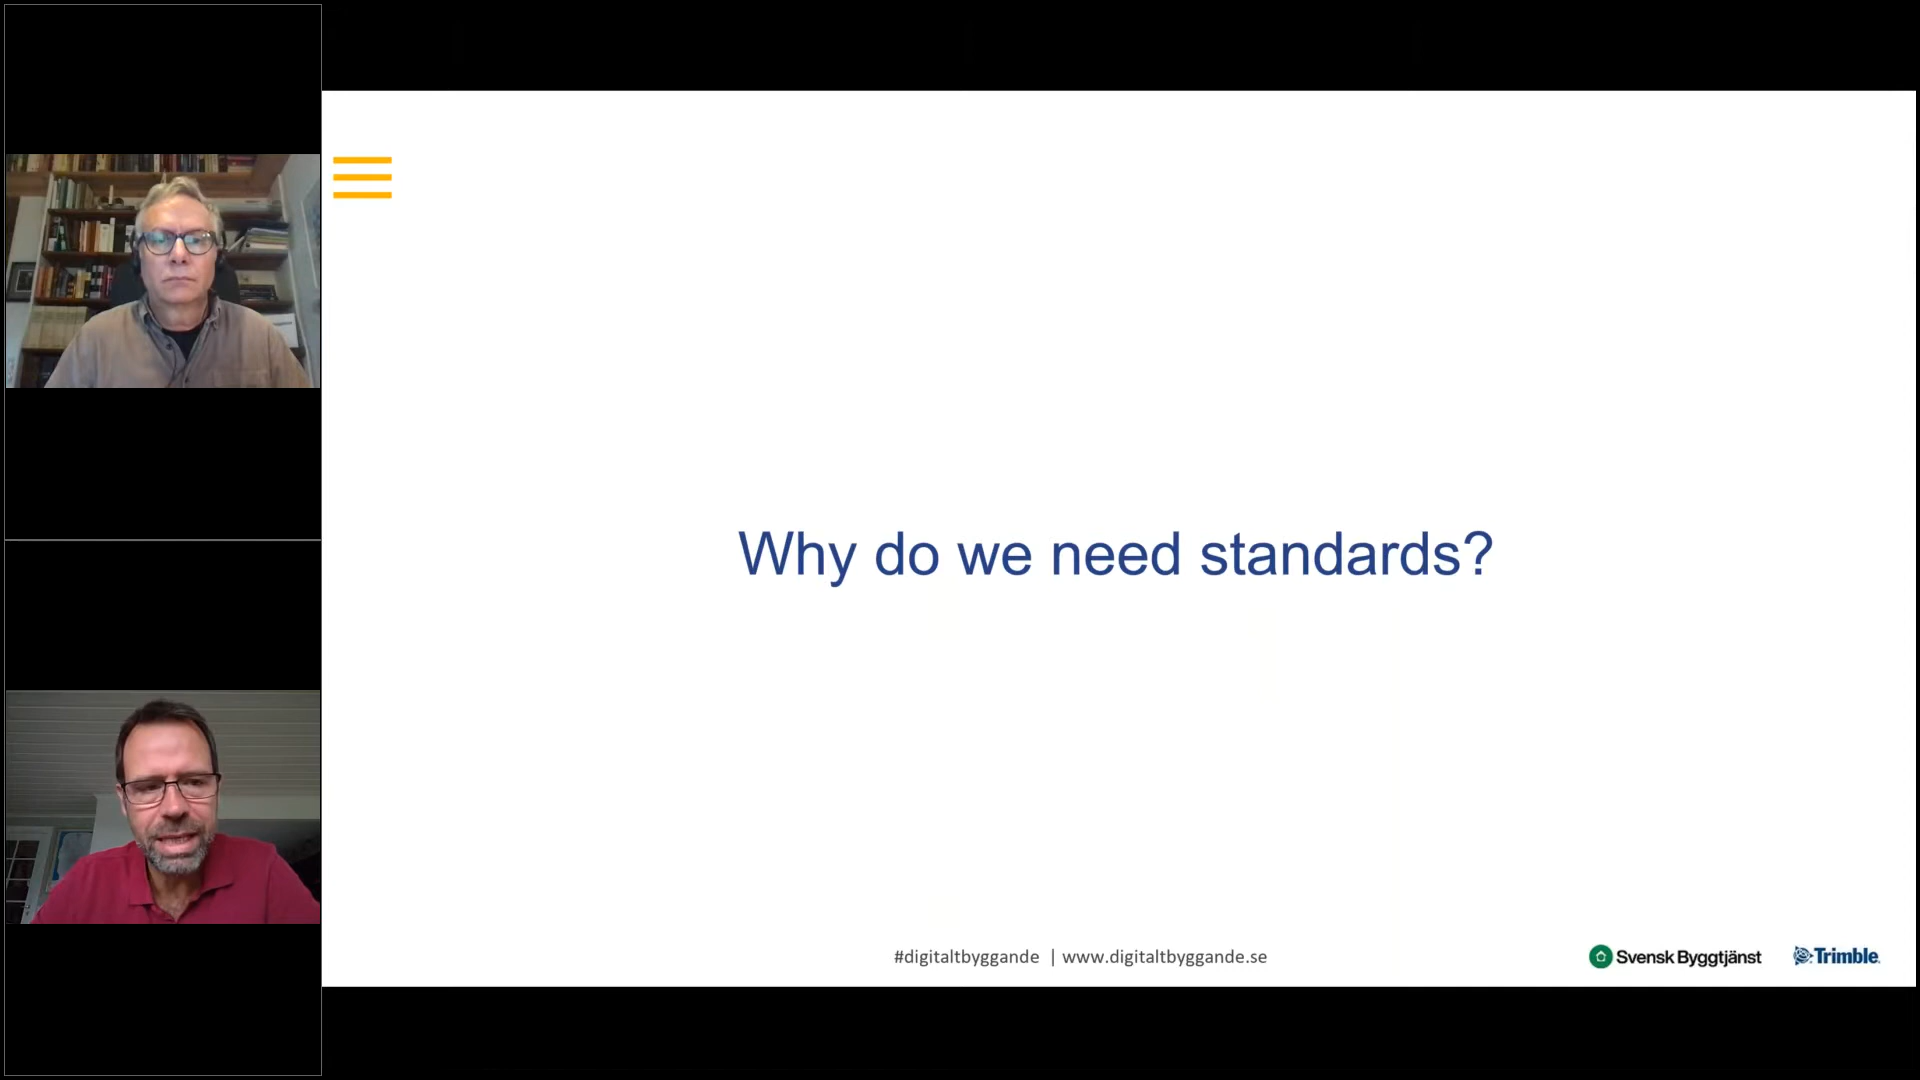 Why do we need standards?
#digitaltbyggande | www.digitaltbyggande.se
Svensk Byggtjänst
Trimble